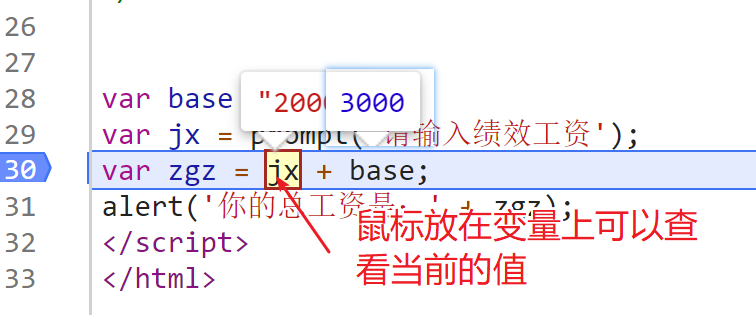 26
27
28 var base
"200
3000
29 var jx = prompt('请输入绩效工资');
30 var zgz = jx + base;
31 alert('你的总工资是:' + zgz);
32 </script>
33 </html>
鼠标放在变量上可以查
看当前的值